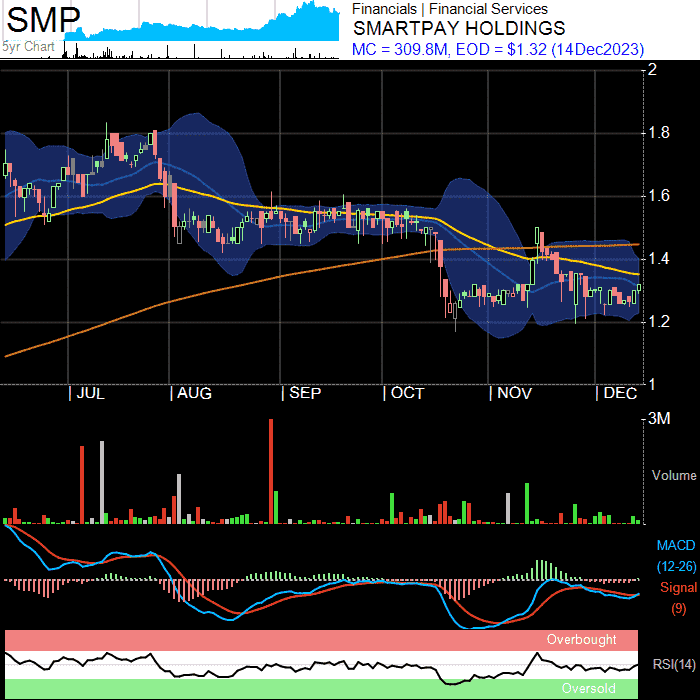 SMP
5yr Chart
Financials | Financial Services
SMARTPAY HOLDINGS
MC = 309.8M, EOD = $1.32 (14Dec2023)
2
1.8
1.6
1.4
1.2
1
JUL AUG SEP OCT NOV DEC
3M
Volume
MACD
(12-26)
Signal
(9)
Overbought
RSI(14)
Oversold